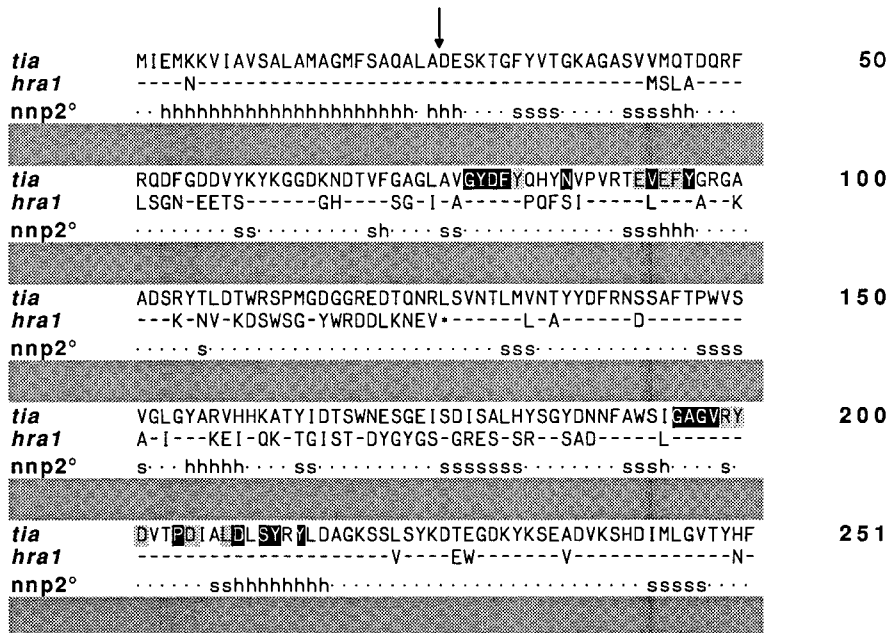 tia MIEMKKVIAVSALAMAGMFSAQALADESKTGFYVTGKAGASVVMQTDQRF 50
hra1 ----N-------------------------------------MSLA----
nnp2° ··hhhhhhhhhhhhhhhhhhhhh·hhh····ssss·····ssssshh···
tia RQDFGDDVYKYKGGDKNDTVFGAGLAVGYDFYQHYNVPVRTEVEFYGRGA 100
hra1 LSGN-EETS------GH----SG-I-A-----PQFSI-----L---A--K
nnp2° ········ss·········sh····ss·············ssshhh····
tia ADSRYTLDTWRSPMGDGGREDTQNRLSVNTLMVNTYYDFRNSSAFTPWVS 150
hra1 ---K-NV-KDSWSG-YWRDDLKNEV*------L-A------D--------
nnp2° ·····s························sss·············ssss
tia VGLGYARVHHKATYIDTSWNESGEISDISALHYSGYDNNFAWSIGAGVRY 200
hra1 A-I---KEI-QK-TGIST-DYGYGS-GRES-SR--SAD-----L------
nnp2° s···hhhhh····ss··········sssssss········sssh····s·
tia DVTPDIALDLSYRYLDAGKSSLSYKDTEGDKYKSEADVKSHDIMLGVTYHF 251
hra1 ---------------------V----EW-------V-------------N-
nnp2° ······sshhhhhhhh··························sssss····